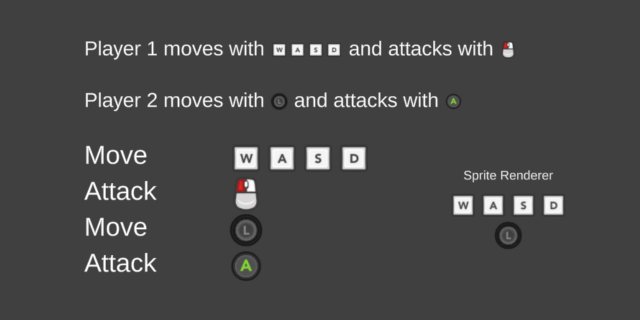 Player 1 moves with W A S D and attacks with
Player 2 moves with L and attacks with A
Move W A S D
Attack
Move L
Attack A
Sprite Renderer
W A S D
L